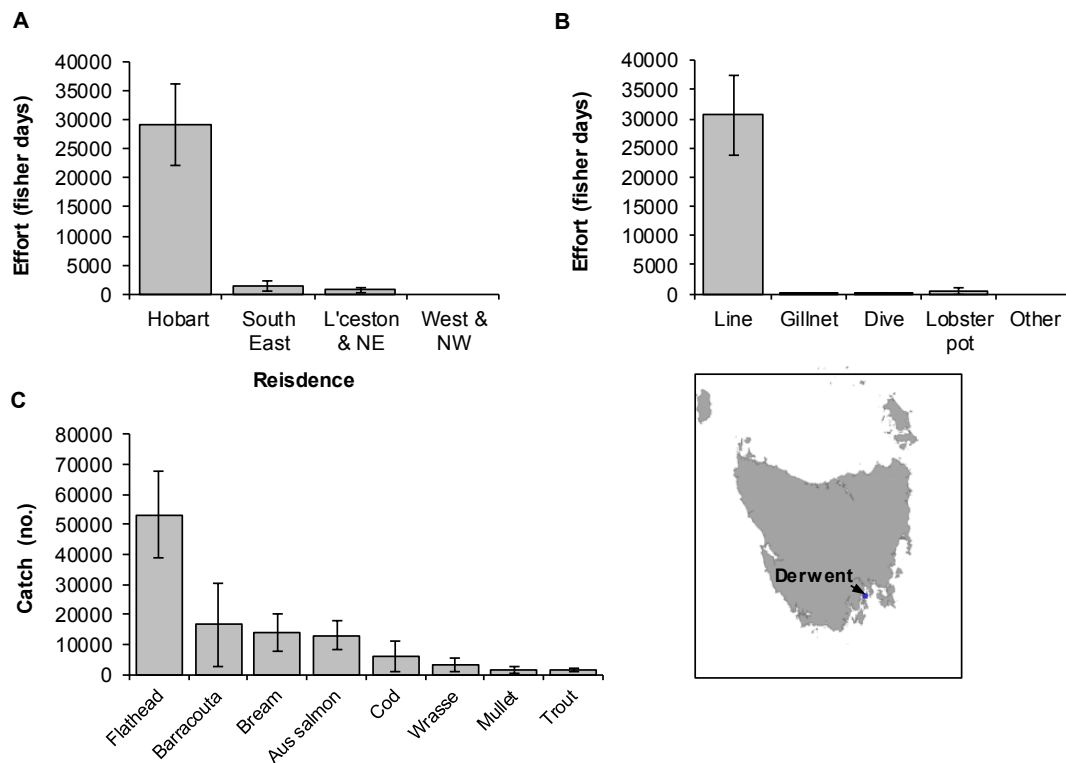 A
Effort (fisher days)
40000
35000
30000
25000
20000
15000
10000
5000
0
Hobart
South
East
L'ceston
& NE
West &
NW
Reisdence
B
Effort (fisher days)
40000
35000
30000
25000
20000
15000
10000
5000
0
Line
Gillnet
Dive
Lobster
pot
Other
C
Catch (no.)
80000
70000
60000
50000
40000
30000
20000
10000
0
Flathead
Barracouta
Bream
Aus salmon
Cod
Wrasse
Mullet
Trout
Derwent